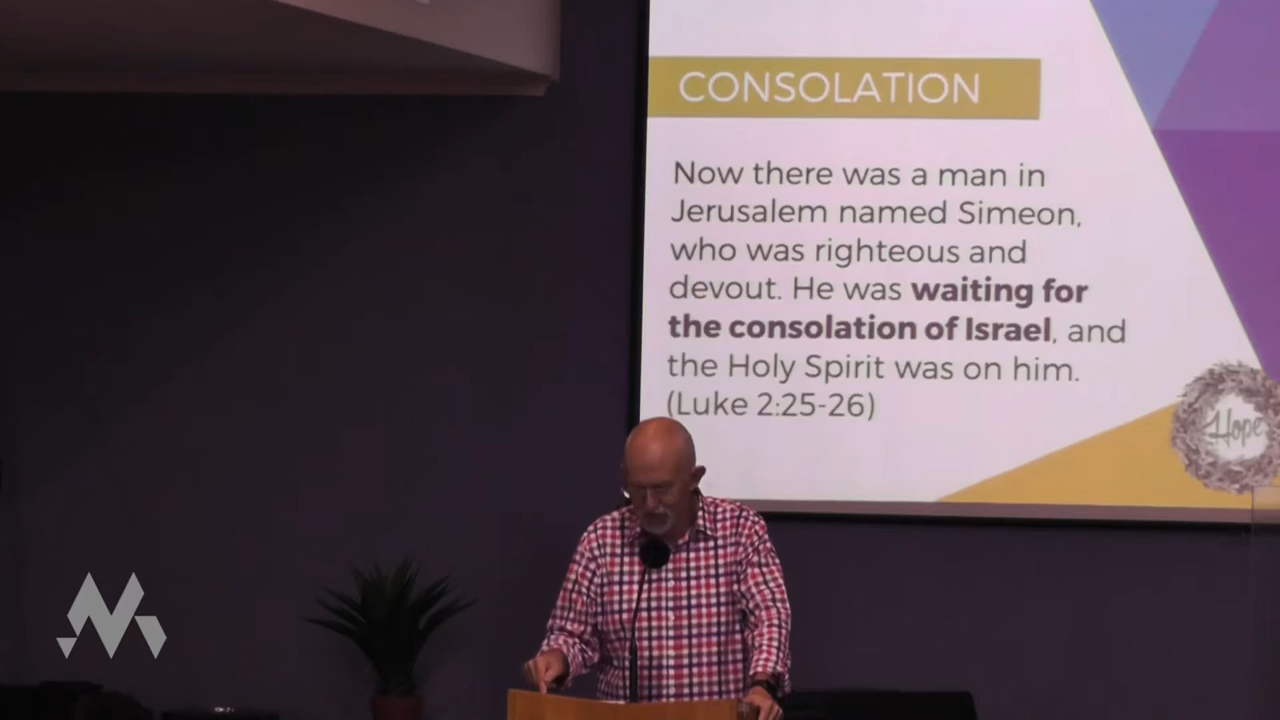 CONSOLATION
Now there was a man in
Jerusalem named Simeon,
who was righteous and
devout. He was waiting for
the consolation of Israel, and
the Holy Spirit was on him.
(Luke 2:25-26)
Hope